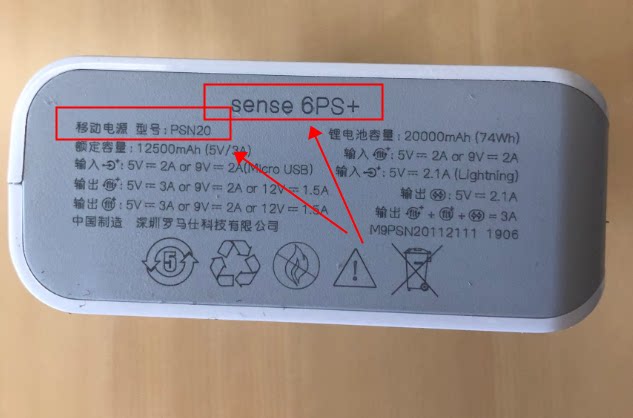 sense 6PS+
移动电源 型号: PSN20
额定容量: 12500mAh (5V/3A)
输入: 5V⎓2A or 9V⎓2A(Micro USB)
输出: 5V⎓3A or 9V⎓2A or 12V⎓1.5A
输出: 5V⎓3A or 9V⎓2A or 12V⎓1.5A
中国制造 深圳罗马仕科技有限公司
锂电池容量: 20000mAh (74Wh)
输入: 5V⎓2A or 9V⎓2A
输入: 5V⎓2.1A (Lightning)
输出: 5V⎓2.1A
输出 + + ⎓3A
M9PSN20112111 1906
5